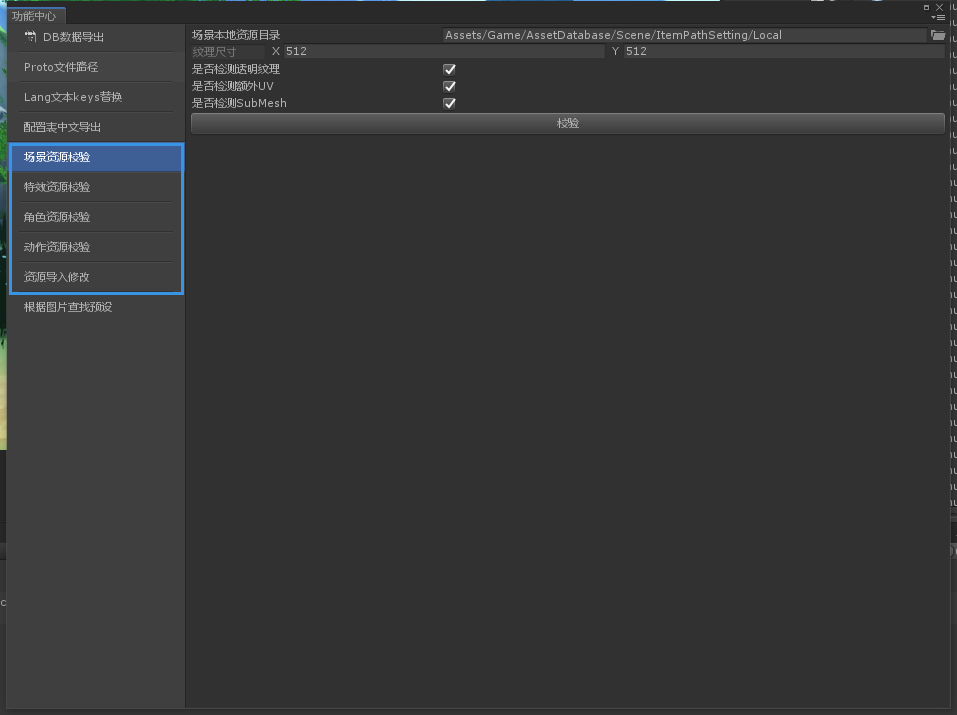 功能中心
DB数据导出
Proto文件路径
Lang文本keys替换
配置表中文导出
场景资源校验
特效资源校验
角色资源校验
动作资源校验
资源导入修改
根据图片查找预设
场景本地资源目录 Assets/Game/AssetDatabase/Scene/ItemPathSetting/Local
纹理尺寸 X 512 Y 512
是否检测透明纹理
是否检测额外UV
是否检测SubMesh
校验